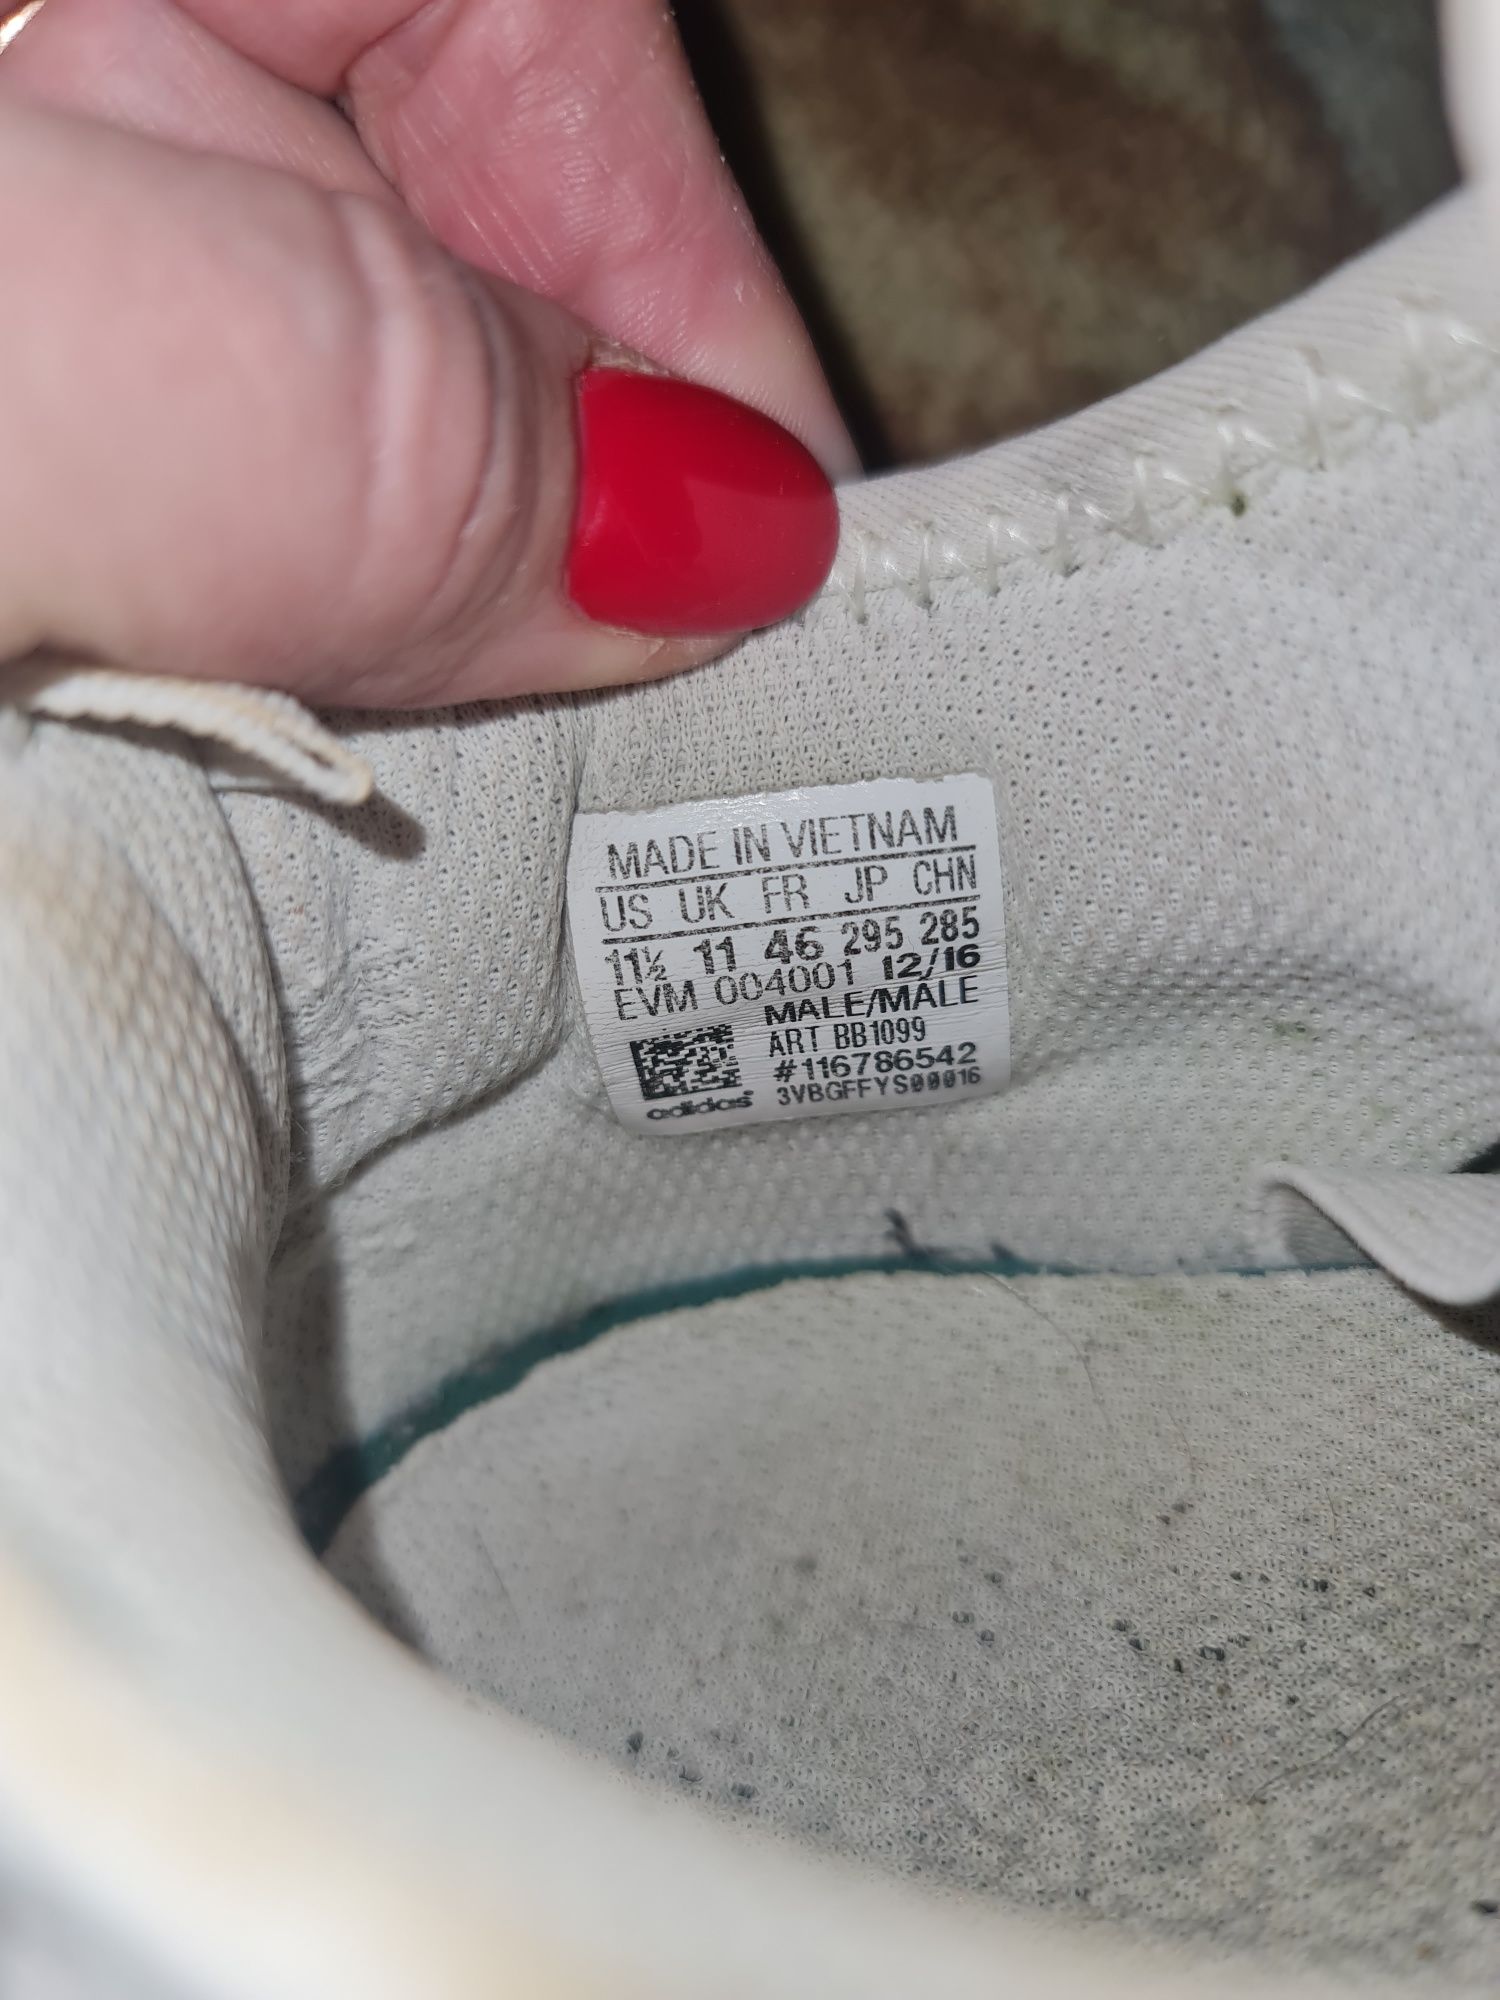 MADE IN VIETNAM
US UK FR JP CHN
11½ 11 46 295 285
EVM 004001 12/16
MALE/MÂLE
ART BB1099
#116786542
adidas 3VBGFFYS00016